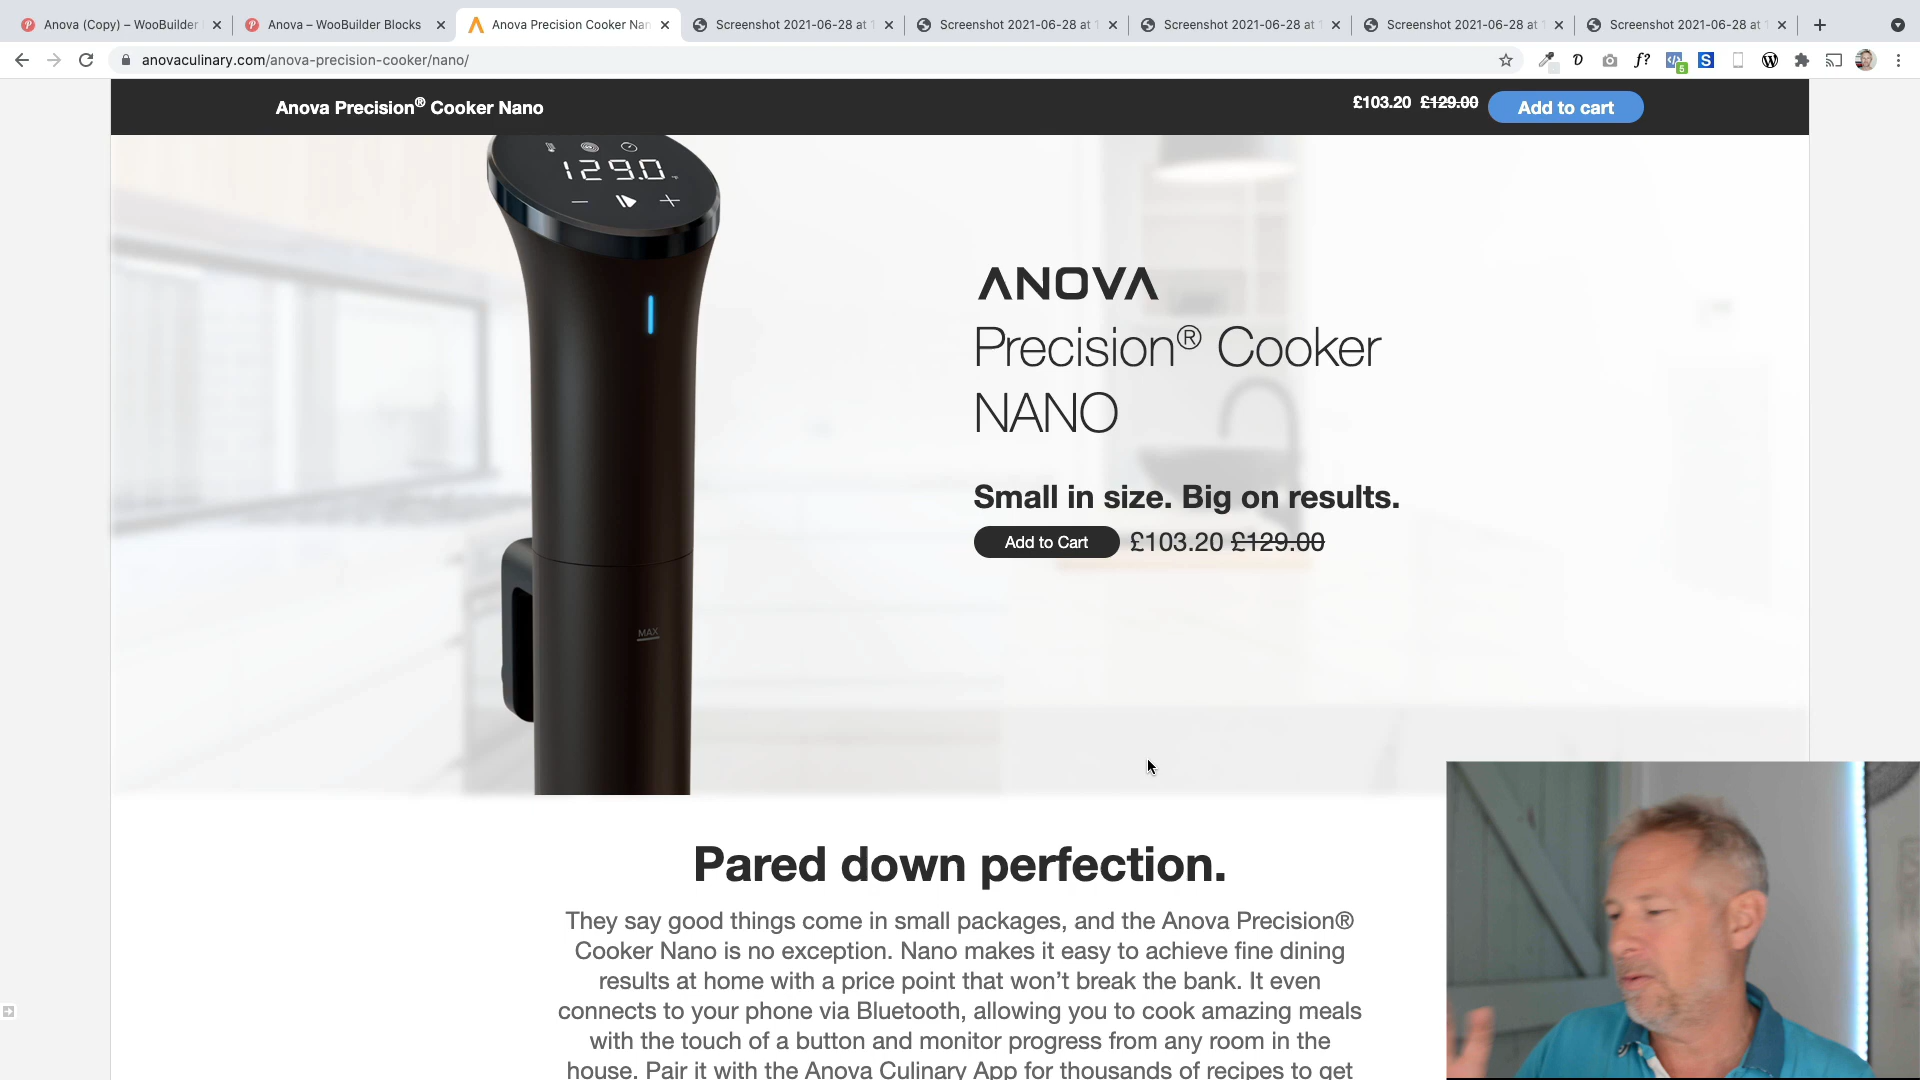 Anova (Copy) – WooBuilder
Anova – WooBuilder Blocks
Anova Precision Cooker Nan
Screenshot 2021-06-28 at 1
Screenshot 2021-06-28 at 1
Screenshot 2021-06-28 at 1
Screenshot 2021-06-28 at 1
Screenshot 2021-06-28 at 1
anovaculinary.com/anova-precision-cooker/nano/
Anova Precision® Cooker Nano
£103.20 £129.00 Add to cart
129.0
ANOVA
Precision® Cooker
NANO
Small in size. Big on results.
Add to Cart £103.20 £129.00
MAX
Pared down perfection.
They say good things come in small packages, and the Anova Precision®
Cooker Nano is no exception. Nano makes it easy to achieve fine dining
results at home with a price point that won’t break the bank. It even
connects to your phone via Bluetooth, allowing you to cook amazing meals
with the touch of a button and monitor progress from any room in the
house. Pair it with the Anova Culinary App for thousands of recipes to get